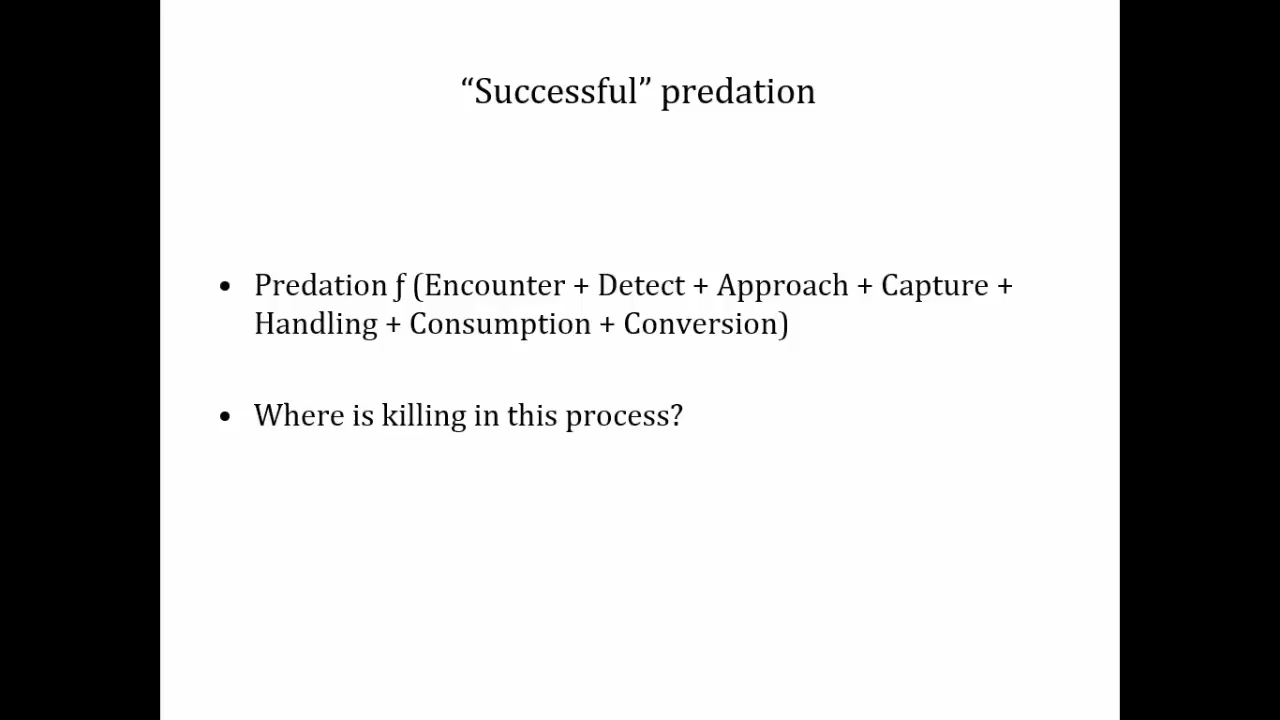 “Successful” predation
• Predation ƒ (Encounter + Detect + Approach + Capture +
Handling + Consumption + Conversion)
• Where is killing in this process?